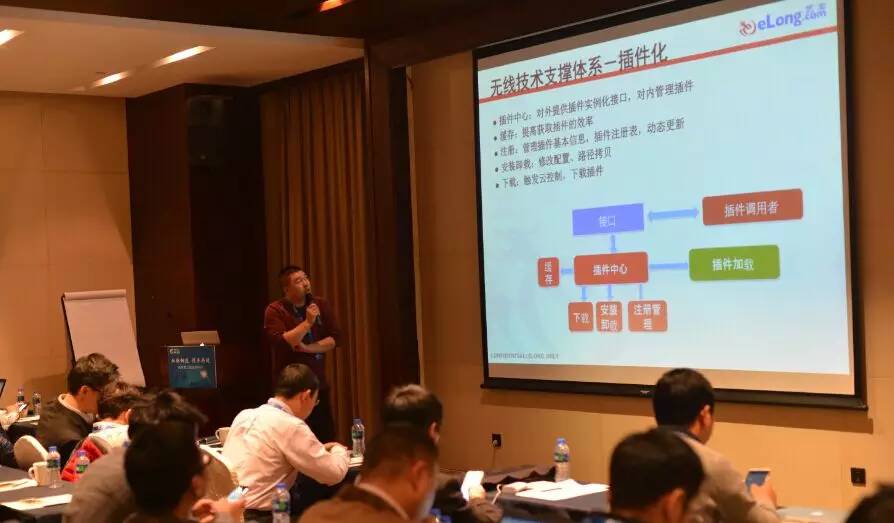 eLong.com
无线技术支撑体系－插件化
• 插件中心：对外提供插件实例化接口，对内管理插件
• 缓存：提高获取插件的效率
• 注册：管理插件基本信息，插件注册表，动态更新
• 安装卸载：修改配置、路径拷贝
• 下载：触发云控制，下载插件
接口
插件调用者
缓存
插件中心
插件加载
下载
安装卸载
注册管理